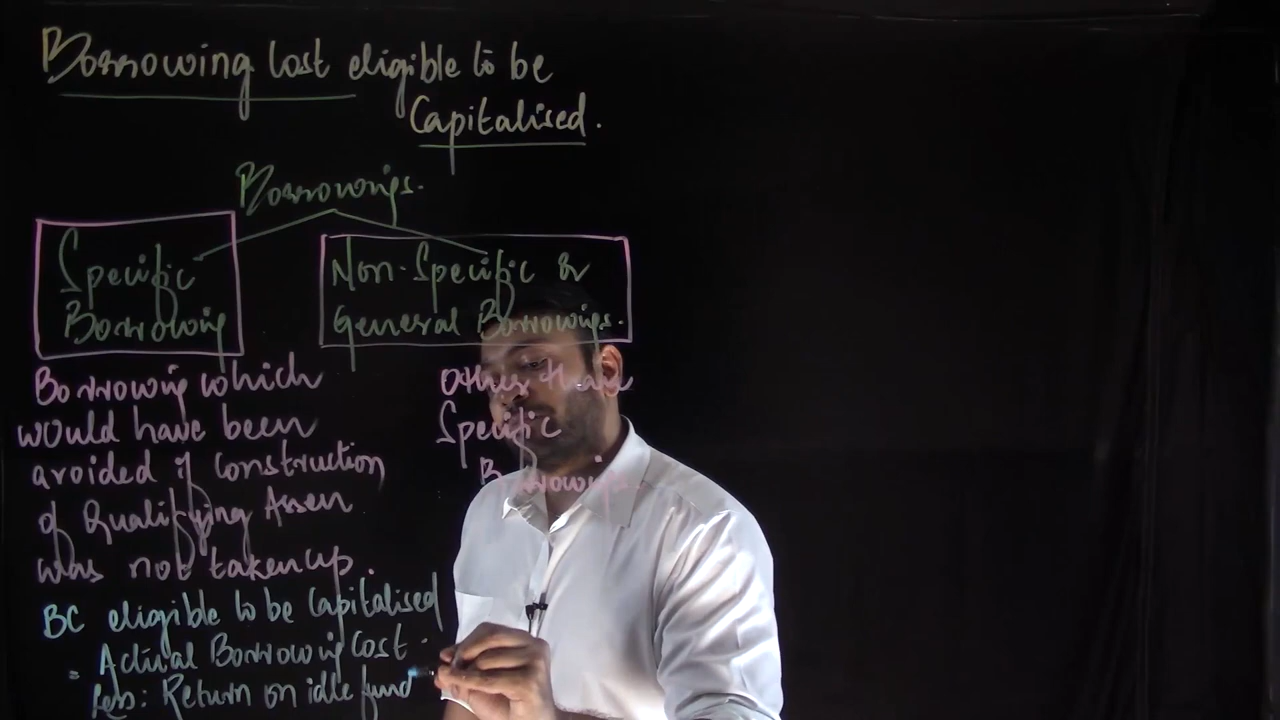 Borrowing Cost eligible to be
Capitalised.
Borrowings.
Specific
Borrowing
Non-Specific or
General Borrowings.
Borrowing which
would have been
avoided if construction
of Qualifying Assets
was not taken up.
Other than
Specific
Borrowings
BC eligible to be Capitalised
= Actual Borrowing Cost
Less: Return on idle fund